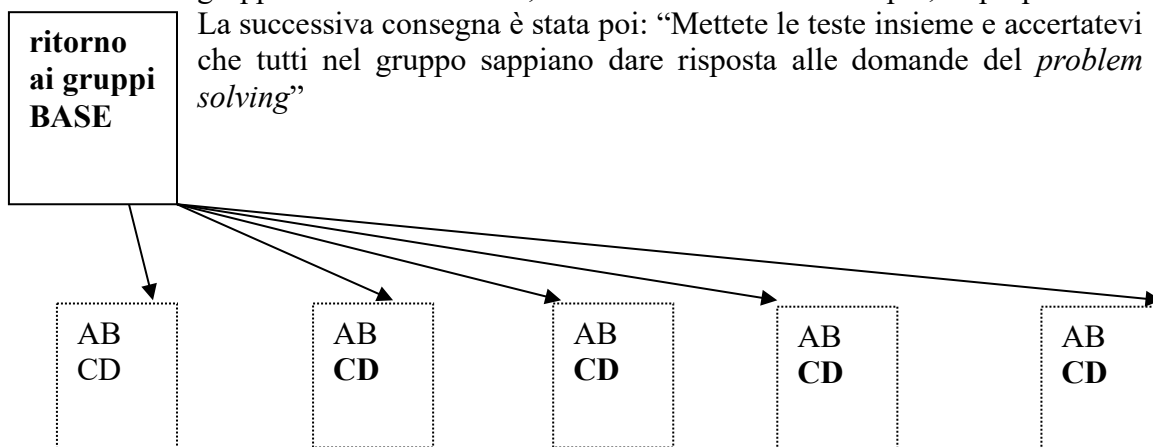 La successiva consegna è stata poi: “Mettete le teste insieme e accertatevi
che tutti nel gruppo sappiano dare risposta alle domande del problem
solving”
ritorno
ai gruppi
BASE
AB
CD
AB
CD
AB
CD
AB
CD
AB
CD